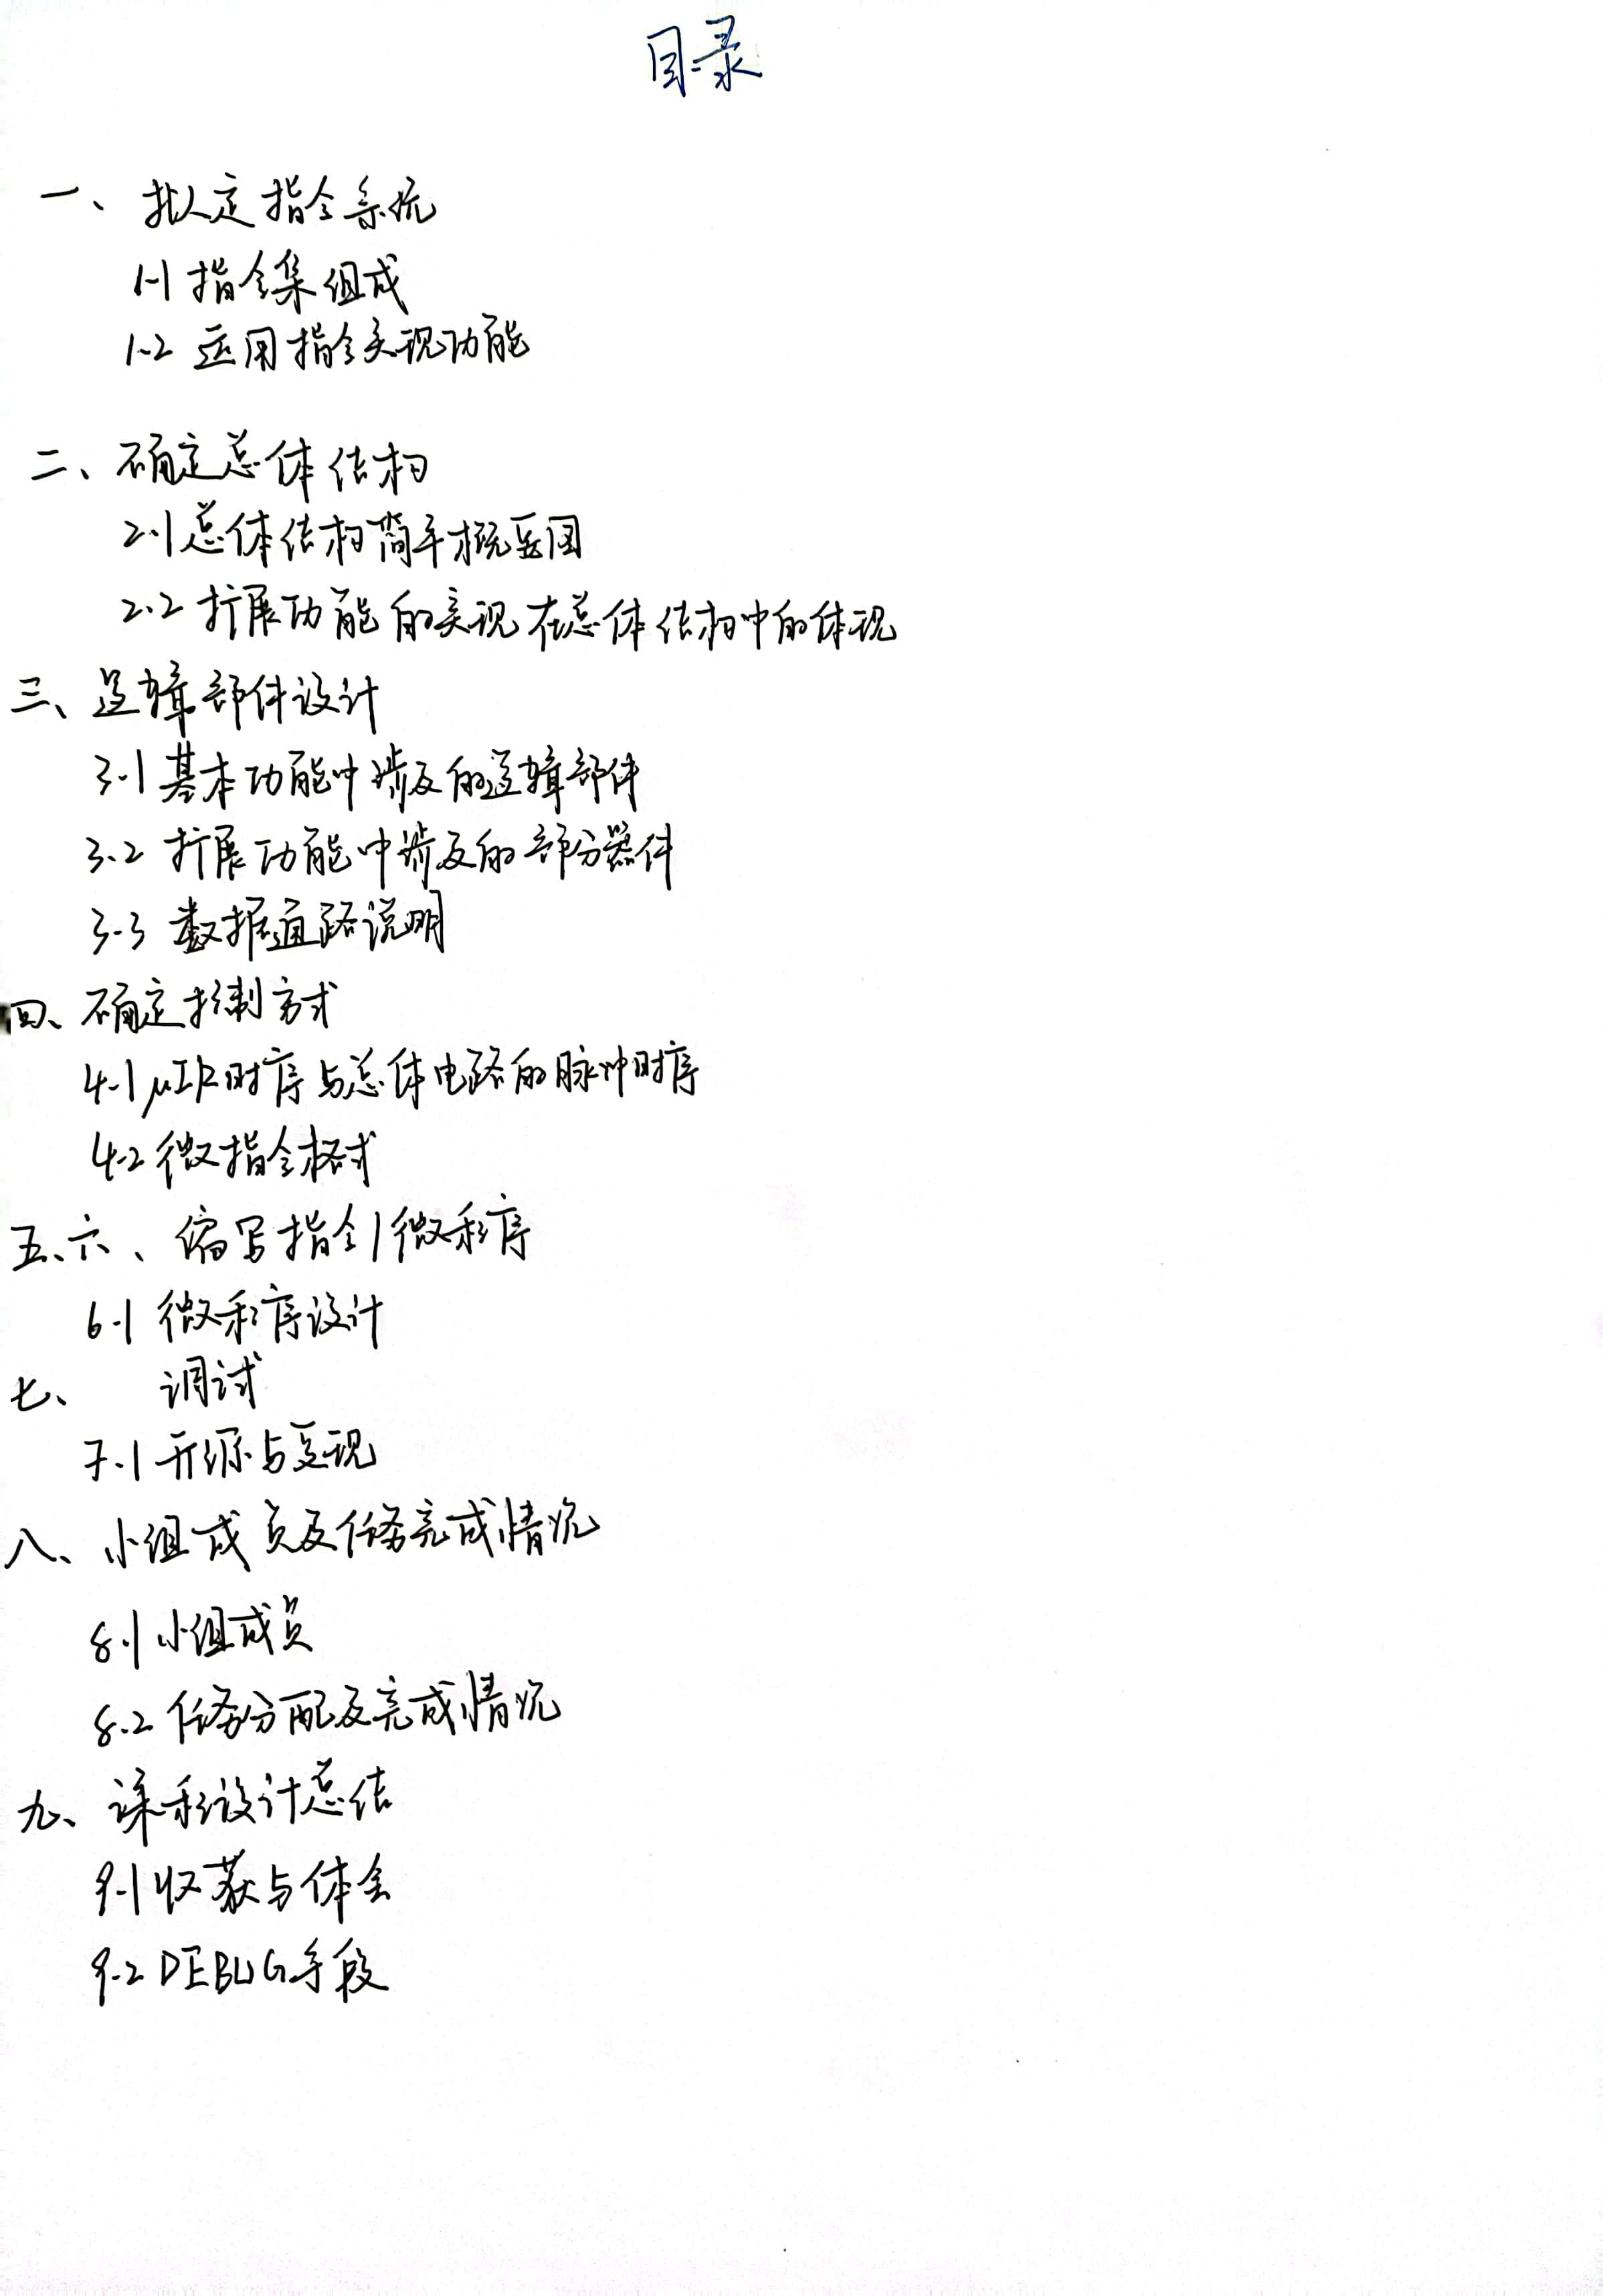 目录
一、拟定指令系统
1.1 指令集组成
1.2 运用指令实现功能
二、确定总体结构
2.1 总体结构简单概要图
2.2 扩展功能的实现在总体结构中的体现
三、逻辑部件设计
3.1 基本功能中涉及的逻辑部件
3.2 扩展功能中涉及的部分器件
3.3 数据通路说明
四、确定控制方式
4.1 μIR时序与总体电路的脉冲时序
4.2 微指令格式
五、六、编写指令/微程序
6.1 微程序设计
七、调试
7.1 开源与复现
八、小组成员及任务完成情况
8.1 小组成员
8.2 任务分配及完成情况
九、课程设计总结
9.1 收获与体会
9.2 DEBUG手段